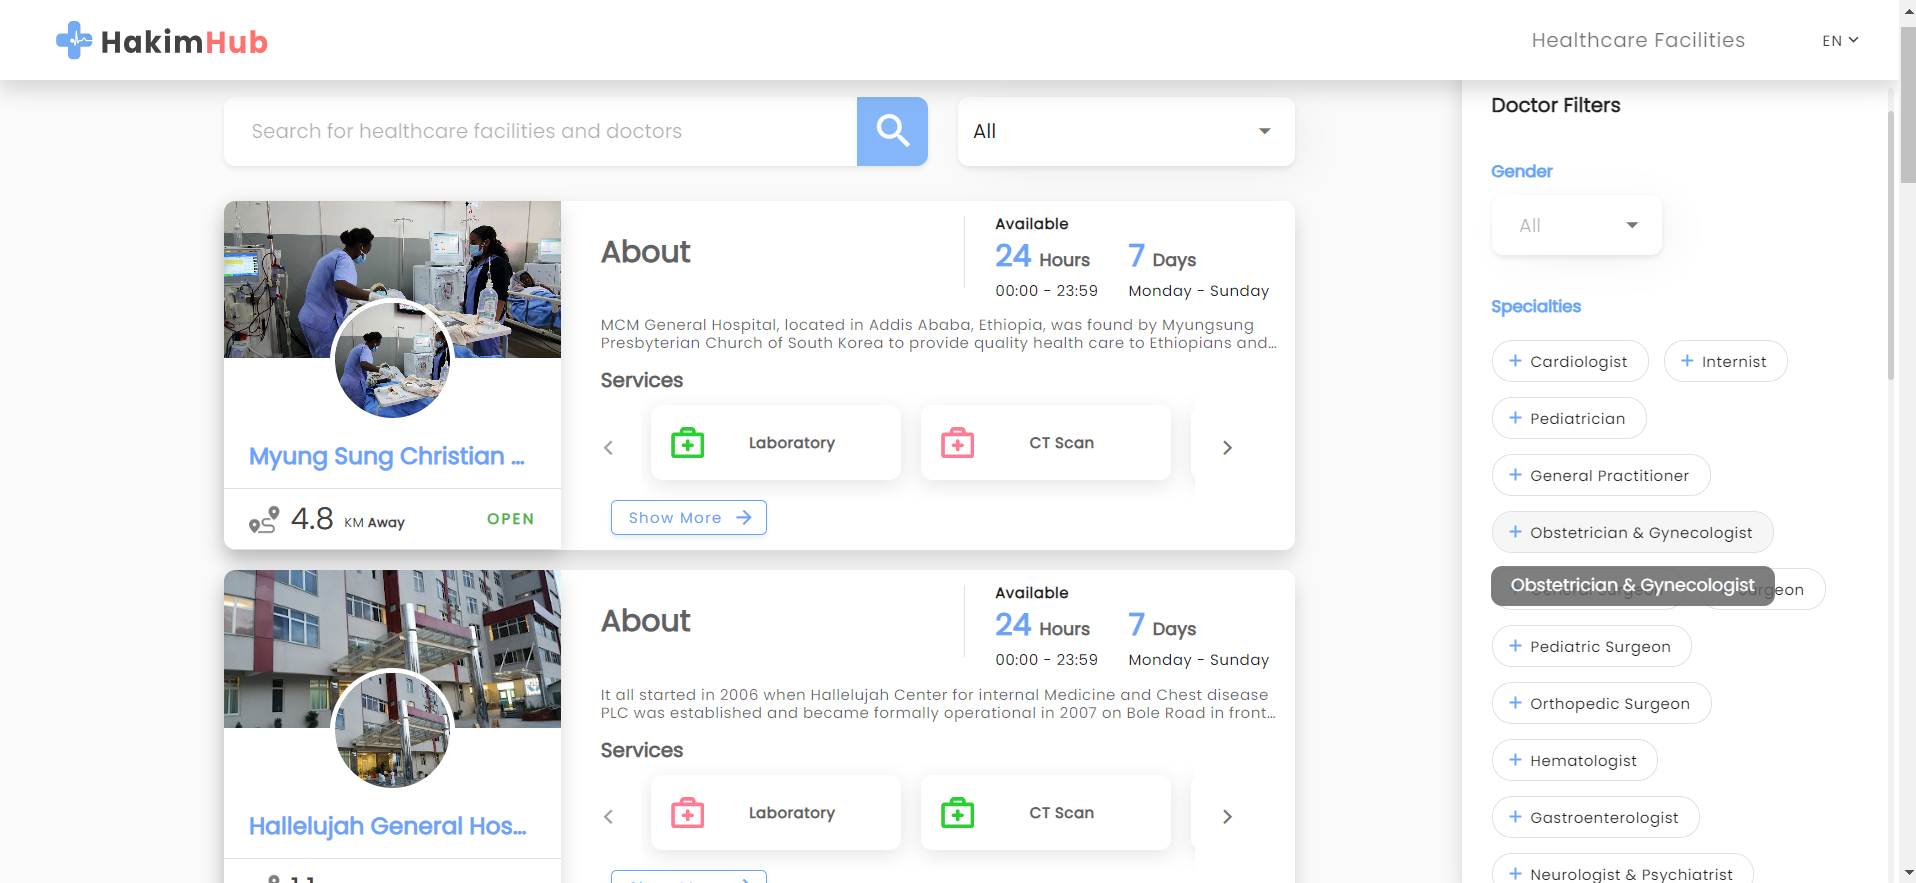 HakimHub
Healthcare Facilities
EN
Search for healthcare facilities and doctors
All
About
Available
24 Hours
7 Days
00:00 - 23:59
Monday - Sunday
MCM General Hospital, located in Addis Ababa, Ethiopia, was found by Myungsung
Presbyterian Church of South Korea to provide quality health care to Ethiopians and...
Services
Laboratory
CT Scan
Myung Sung Christian ...
4.8 KM Away
OPEN
Show More
About
Available
24 Hours
7 Days
00:00 - 23:59
Monday - Sunday
It all started in 2006 when Hallelujah Center for internal Medicine and Chest disease
PLC was established and became formally operational in 2007 on Bole Road in front...
Services
Laboratory
CT Scan
Hallelujah General Hos...
Doctor Filters
Gender
All
Specialties
+ Cardiologist
+ Internist
+ Pediatrician
+ General Practitioner
+ Obstetrician & Gynecologist
Obstetrician & Gynecologist
+ Pediatric Surgeon
+ Orthopedic Surgeon
+ Hematologist
+ Gastroenterologist
+ Neurologist & Psychiatrist